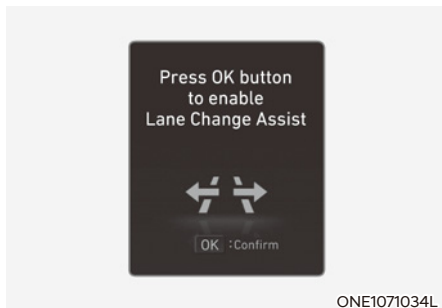 Press OK button
to enable
Lane Change Assist
OK :Confirm
ONE1071034L